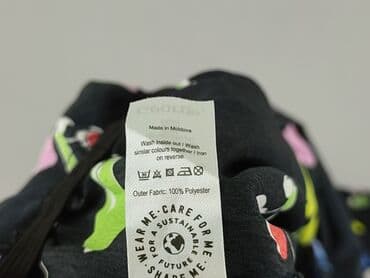 Made in Moldova
Wash inside out / Wash
similar colours together / Iron
on reverse
Outer Fabric: 100% Polyester
WEAR ME · CARE FOR ME
SHARE ME
FOR A SUSTAINABLE
FUTURE